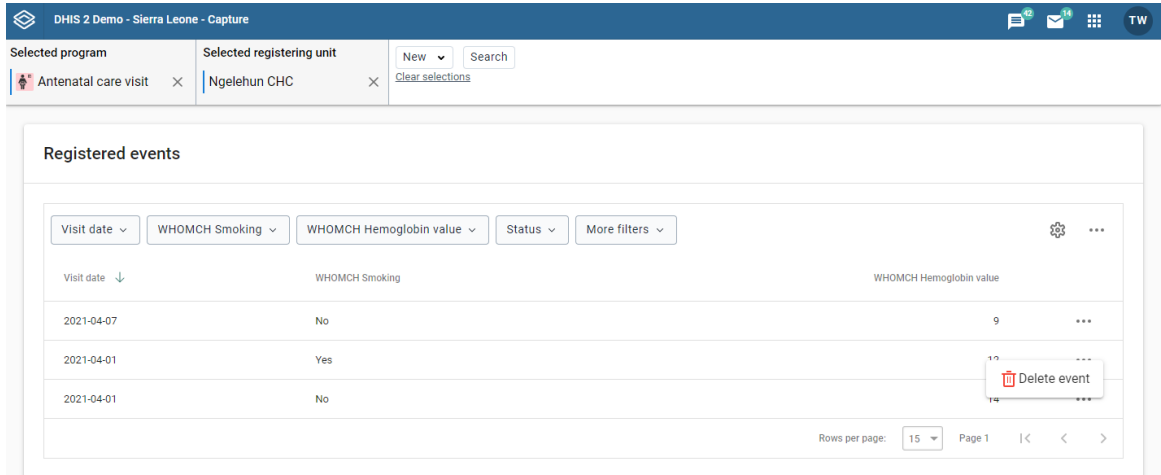 DHIS 2 Demo - Sierra Leone - Capture 42 14 TW
Selected program Selected registering unit
New Search
Antenatal care visit Ngelehun CHC
Clear selections
Registered events
Visit date WHOMCH Smoking WHOMCH Hemoglobin value Status More filters
Visit date WHOMCH Smoking WHOMCH Hemoglobin value
2021-04-07 No 9
2021-04-01 Yes
Delete event
2021-04-01 No 14
Rows per page: 15 Page 1